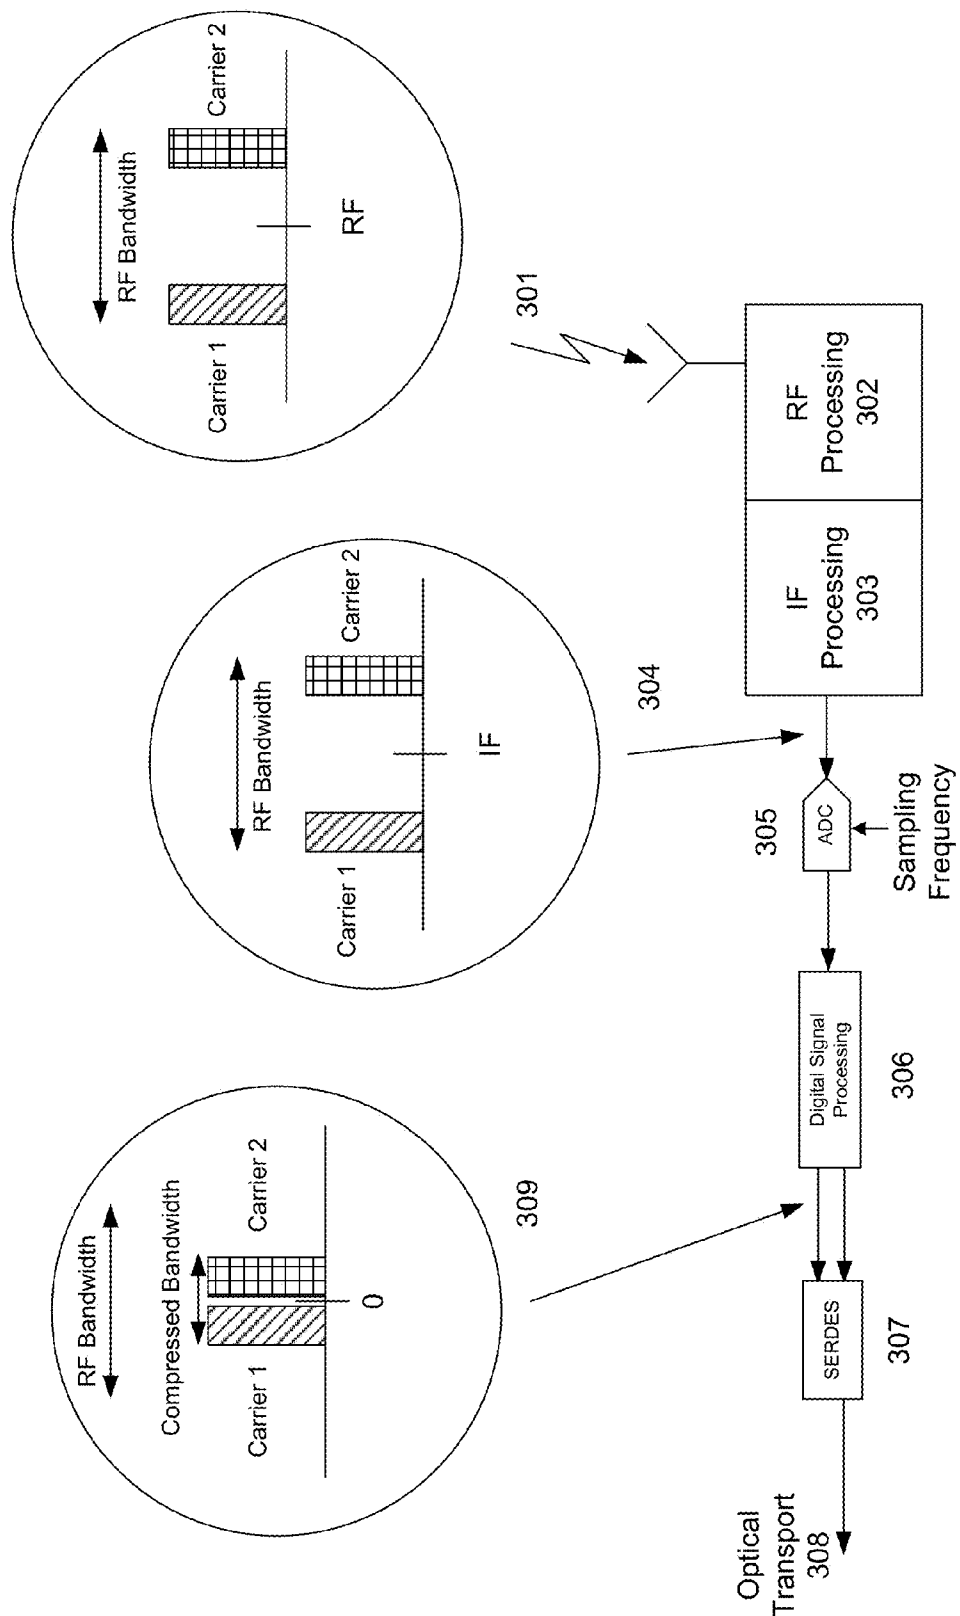 RF Bandwidth
Compressed Bandwidth
Carrier 1
Carrier 2
0
309
RF Bandwidth
Carrier 1
Carrier 2
IF
304
RF Bandwidth
Carrier 1
Carrier 2
RF
301
Optical
Transport
308
SERDES
307
Digital Signal
Processing
306
305
ADC
Sampling
Frequency
IF
Processing
303
RF
Processing
302